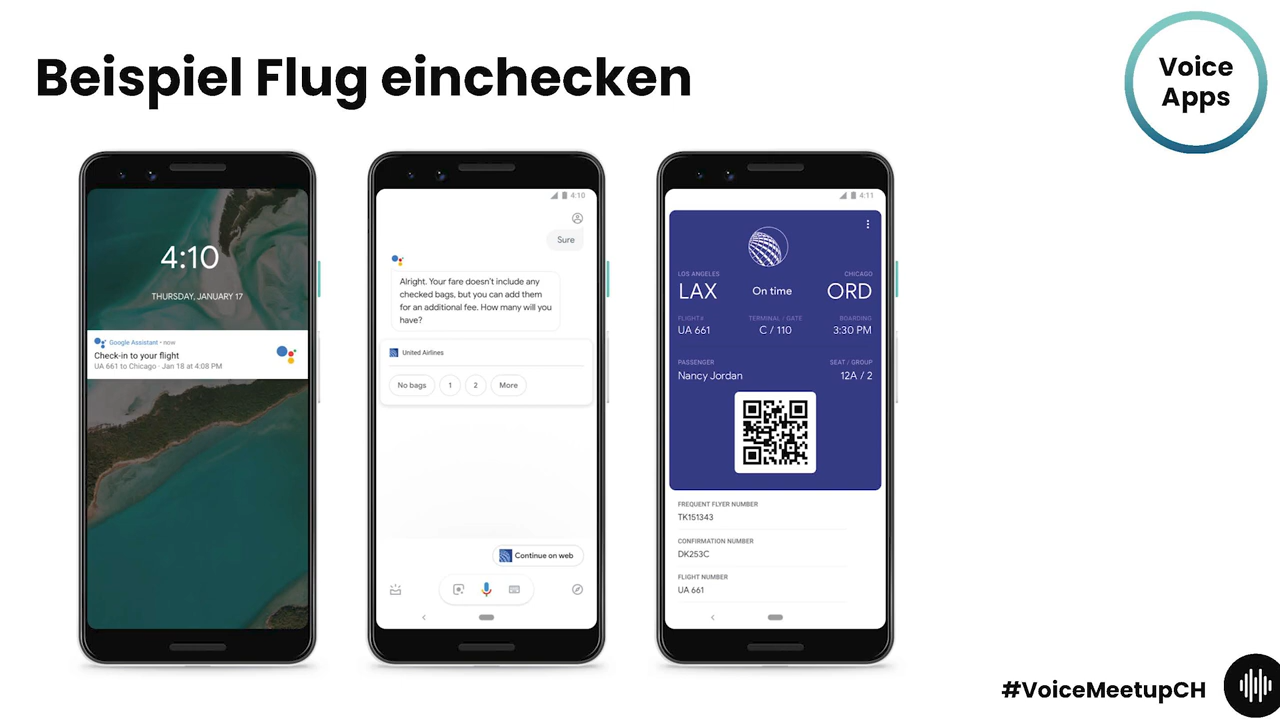 Beispiel Flug einchecken
Voice
Apps
4:10
THURSDAY, JANUARY 17
Google Assistant • now
Check-in to your flight
UA 661 to Chicago · Jan 18 at 4:08 PM
4:10
Sure
Alright. Your fare doesn't include any
checked bags, but you can add them
for an additional fee. How many will you
have?
United Airlines
No bags 1 2 More
Continue on web
4:11
LOS ANGELES CHICAGO
LAX On time ORD
FLIGHT# TERMINAL / GATE BOARDING
UA 661 C / 110 3:30 PM
PASSENGER SEAT / GROUP
Nancy Jordan 12A / 2
FREQUENT FLYER NUMBER
TK151343
CONFIRMATION NUMBER
DK253C
FLIGHT NUMBER
UA 661
#VoiceMeetupCH